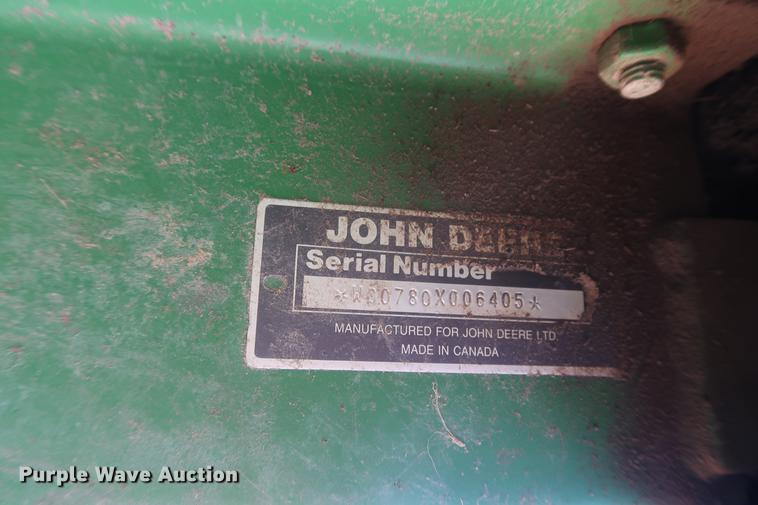 JOHN DEERE
Serial Number
*W00780X006405*
MANUFACTURED FOR JOHN DEERE LTD.
MADE IN CANADA
Purple Wave Auction